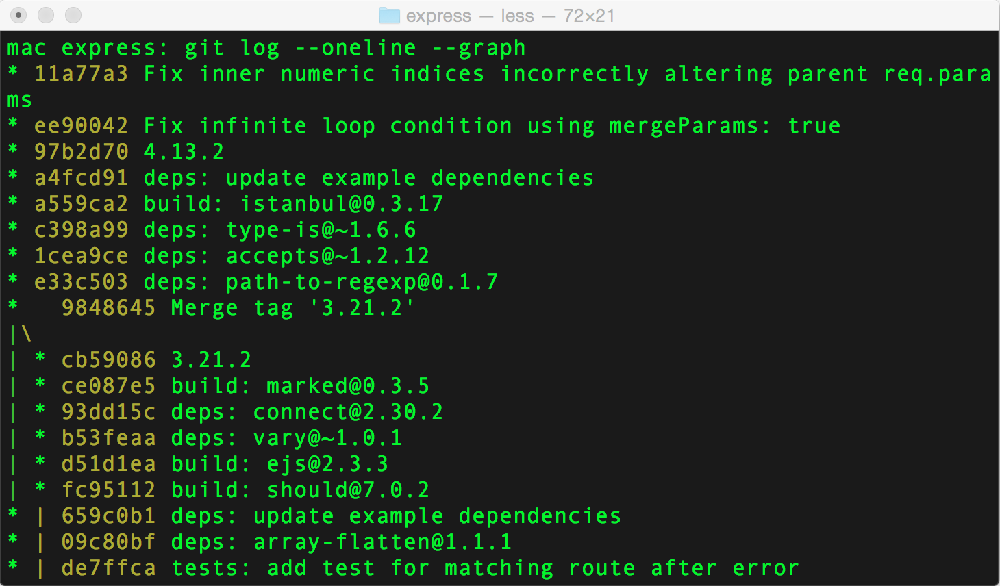 express — less — 72×21
mac express: git log --oneline --graph
* 11a77a3 Fix inner numeric indices incorrectly altering parent req.para
ms
* ee90042 Fix infinite loop condition using mergeParams: true
* 97b2d70 4.13.2
* a4fcd91 deps: update example dependencies
* a559ca2 build: istanbul@0.3.17
* c398a99 deps: type-is@~1.6.6
* 1cea9ce deps: accepts@~1.2.12
* e33c503 deps: path-to-regexp@0.1.7
*   9848645 Merge tag '3.21.2'
|\
| * cb59086 3.21.2
| * ce087e5 build: marked@0.3.5
| * 93dd15c deps: connect@2.30.2
| * b53feaa deps: vary@~1.0.1
| * d51d1ea build: ejs@2.3.3
| * fc95112 build: should@7.0.2
* | 659c0b1 deps: update example dependencies
* | 09c80bf deps: array-flatten@1.1.1
* | de7ffca tests: add test for matching route after error